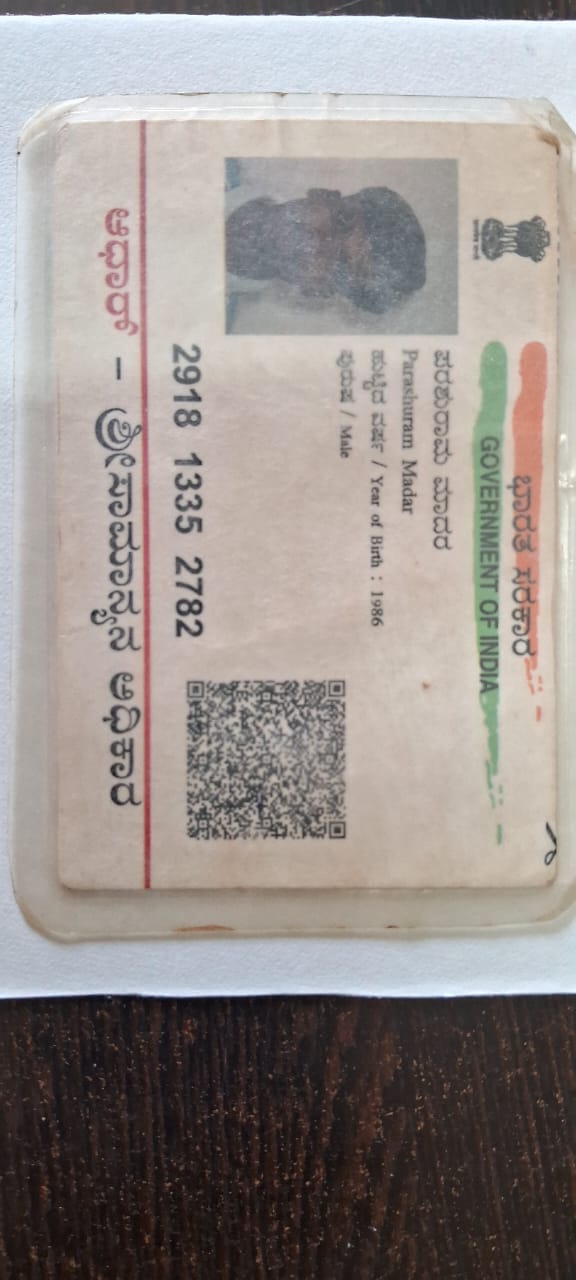 ಭಾರತ ಸರಕಾರ
GOVERNMENT OF INDIA
ಪರಶುರಾಮ ಮಾದರ
Parashuram Madar
ಹುಟ್ಟಿದ ವರ್ಷ / Year of Birth : 1986
ಪುರುಷ / Male
2918 1335 2782
ಆಧಾರ್ – ಶ್ರೀಸಾಮಾನ್ಯನ ಅಧಿಕಾರ